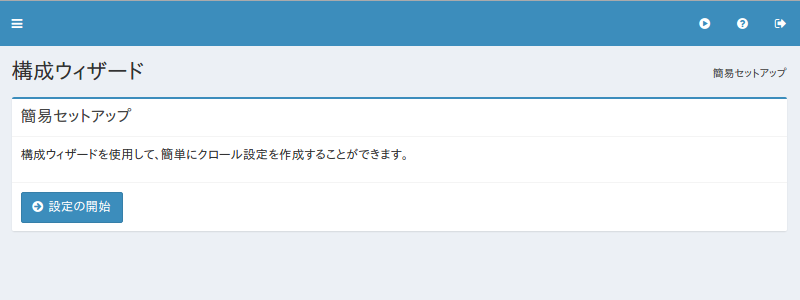 構成ウィザード
簡易セットアップ
簡易セットアップ
構成ウィザードを使用して、簡単にクロール設定を作成することができます。
設定の開始